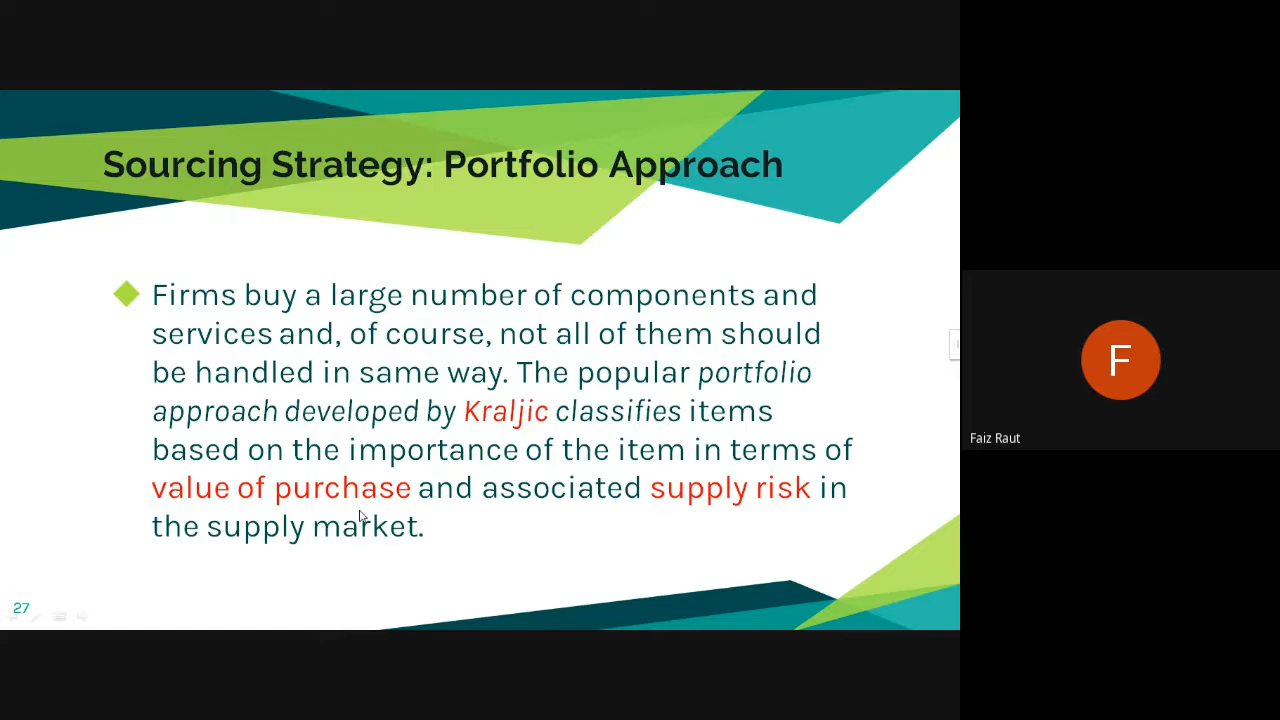 Sourcing Strategy: Portfolio Approach
Firms buy a large number of components and
services and, of course, not all of them should
be handled in same way. The popular portfolio
approach developed by Kraljic classifies items
based on the importance of the item in terms of
value of purchase and associated supply risk in
the supply market.
27
F
Faiz Raut